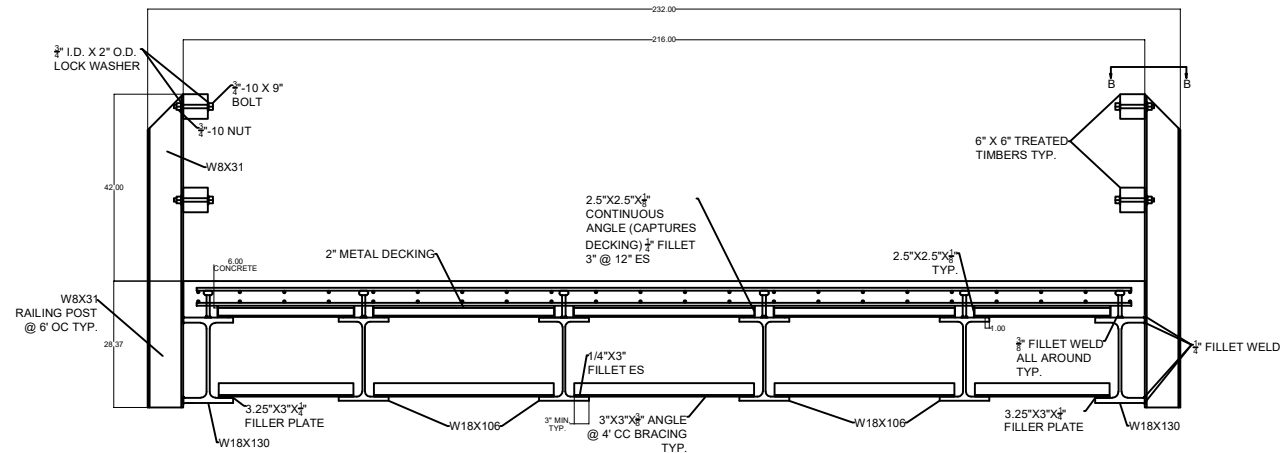 232.00
216.00
3/4" I.D. X 2" O.D.
LOCK WASHER
3/4"-10 X 9"
BOLT
3/4"-10 NUT
W8X31
B
B
6" X 6" TREATED
TIMBERS TYP.
42.00
2.5"X2.5"X1/8"
CONTINUOUS
ANGLE (CAPTURES
DECKING) 1/4" FILLET
3" @ 12" ES
2" METAL DECKING
2.5"X2.5"X1/8"
TYP.
6.00
CONCRETE
W8X31
RAILING POST
@ 6' OC TYP.
28.37
1.00
3/8" FILLET WELD
ALL AROUND
TYP.
1/4" FILLET WELD
1/4"X3"
FILLET ES
3.25"X3"X1/4"
FILLER PLATE
W18X130
W18X106
3" MIN.
TYP.
3"X3"X3/8" ANGLE
@ 4' CC BRACING
TYP.
W18X106
3.25"X3"X1/4"
FILLER PLATE
W18X130